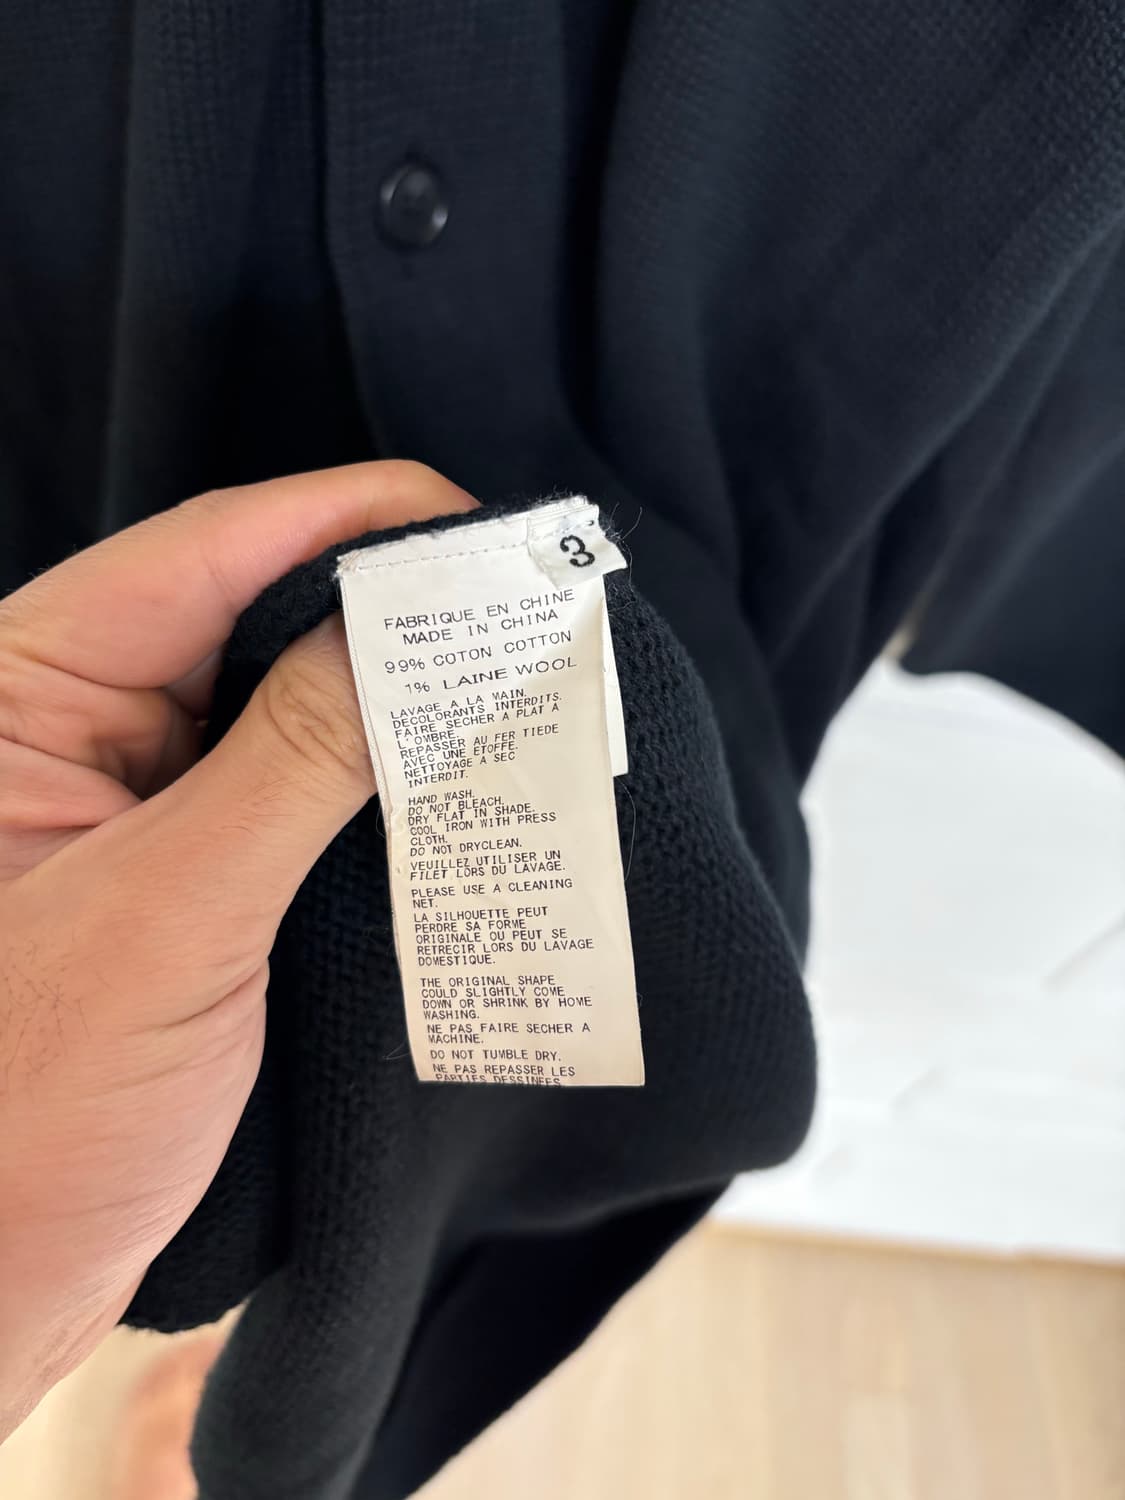 3
FABRIQUE EN CHINE
MADE IN CHINA
99% COTON COTTON
1% LAINE WOOL
LAVAGE A LA MAIN.
DECOLORANTS INTERDITS.
FAIRE SECHER A PLAT A
L'OMBRE.
REPASSER AU FER TIEDE
AVEC UNE ETOFFE.
NETTOYAGE A SEC
INTERDIT.
HAND WASH.
DO NOT BLEACH.
DRY FLAT IN SHADE.
COOL IRON WITH PRESS
CLOTH.
DO NOT DRYCLEAN.
VEUILLEZ UTILISER UN
FILET LORS DU LAVAGE.
PLEASE USE A CLEANING
NET.
LA SILHOUETTE PEUT
PERDRE SA FORME
ORIGINALE OU PEUT SE
RETRECIR LORS DU LAVAGE
DOMESTIQUE.
THE ORIGINAL SHAPE
COULD SLIGHTLY COME
DOWN OR SHRINK BY HOME
WASHING.
NE PAS FAIRE SECHER A
MACHINE.
DO NOT TUMBLE DRY.
NE PAS REPASSER LES
PARTIES DESSINEES